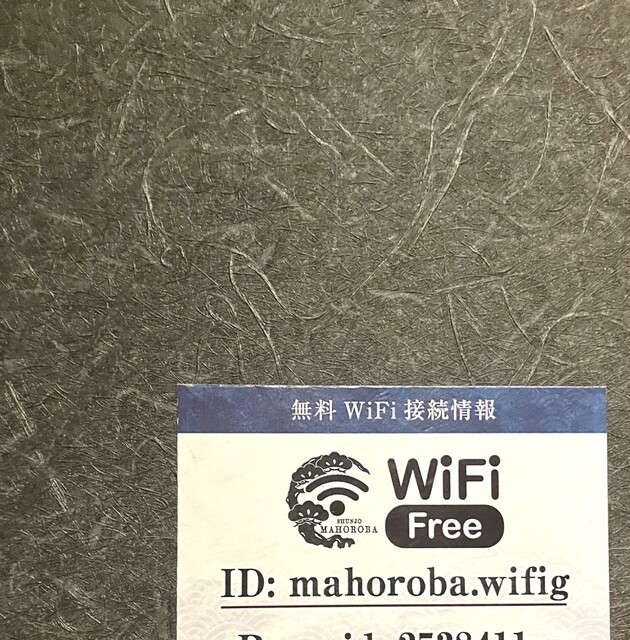 無料 WiFi 接続情報
WiFi
Free
SHUNJO
MAHOROBA
ID: mahoroba.wifig